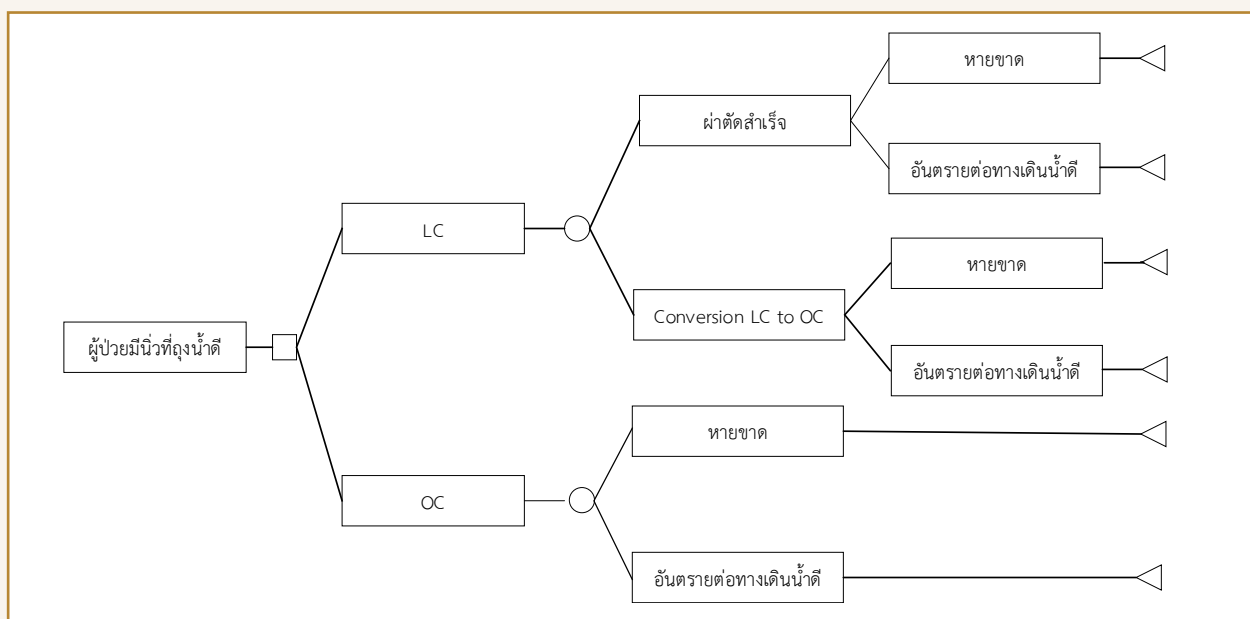 หายขาด
ผ่าตัดสำเร็จ
อันตรายต่อทางเดินน้ำดี
LC
หายขาด
Conversion LC to OC
ผู้ป่วยมีนิ่วที่ถุงน้ำดี
อันตรายต่อทางเดินน้ำดี
หายขาด
OC
อันตรายต่อทางเดินน้ำดี